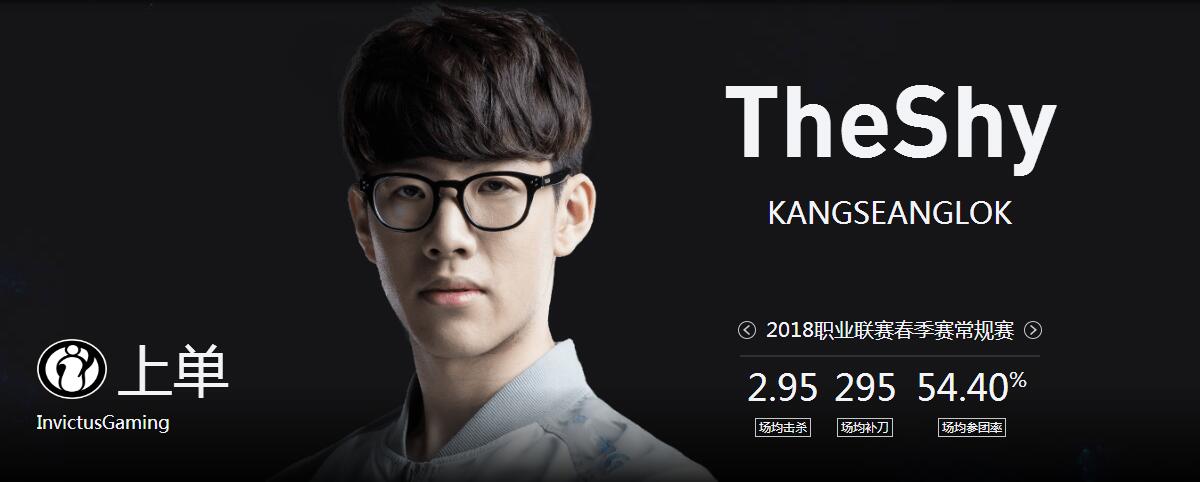 TheShy
KANGSEANGLOK
2018职业联赛春季赛常规赛
2.95 295 54.40%
场均击杀 场均补刀 场均参团率
上单
InvictusGaming